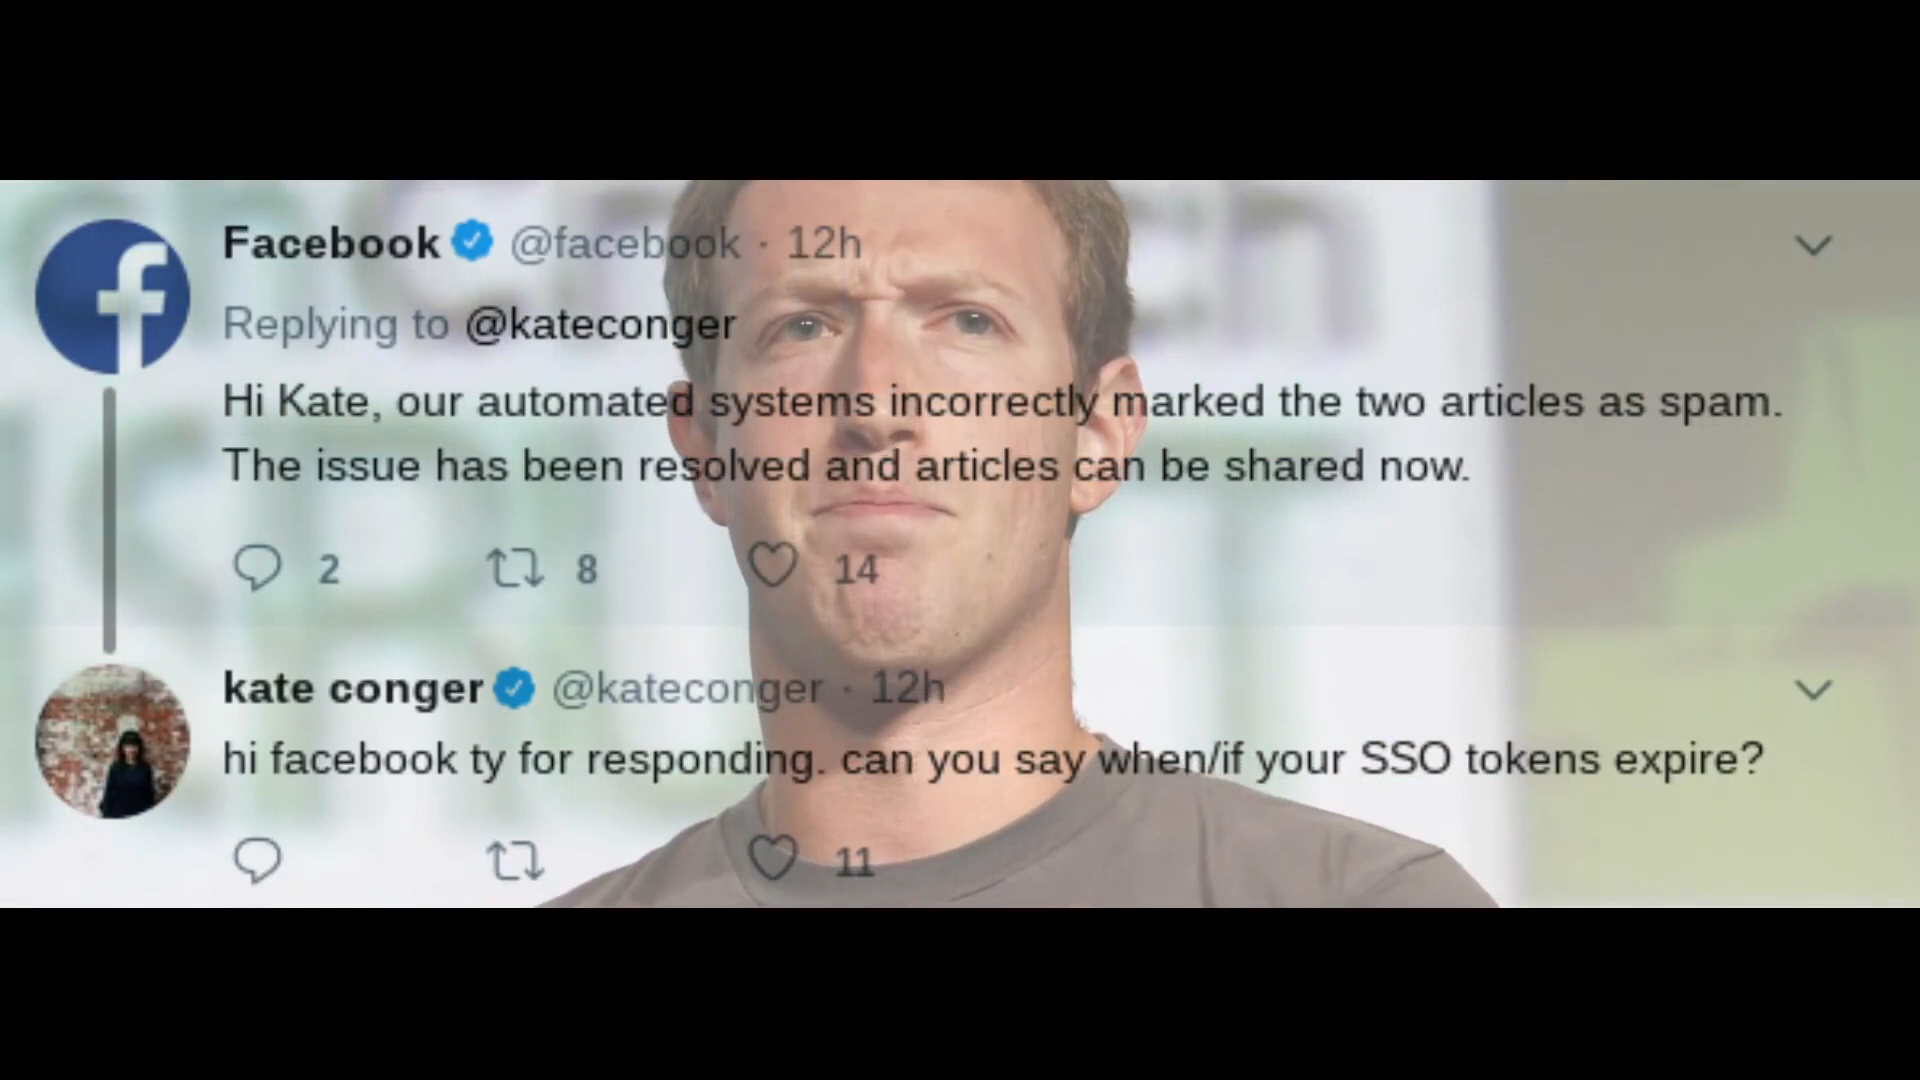 Facebook @facebook · 12h
Replying to @kateconger
Hi Kate, our automated systems incorrectly marked the two articles as spam.
The issue has been resolved and articles can be shared now.
2 8 14
kate conger @kateconger · 12h
hi facebook ty for responding. can you say when/if your SSO tokens expire?
11